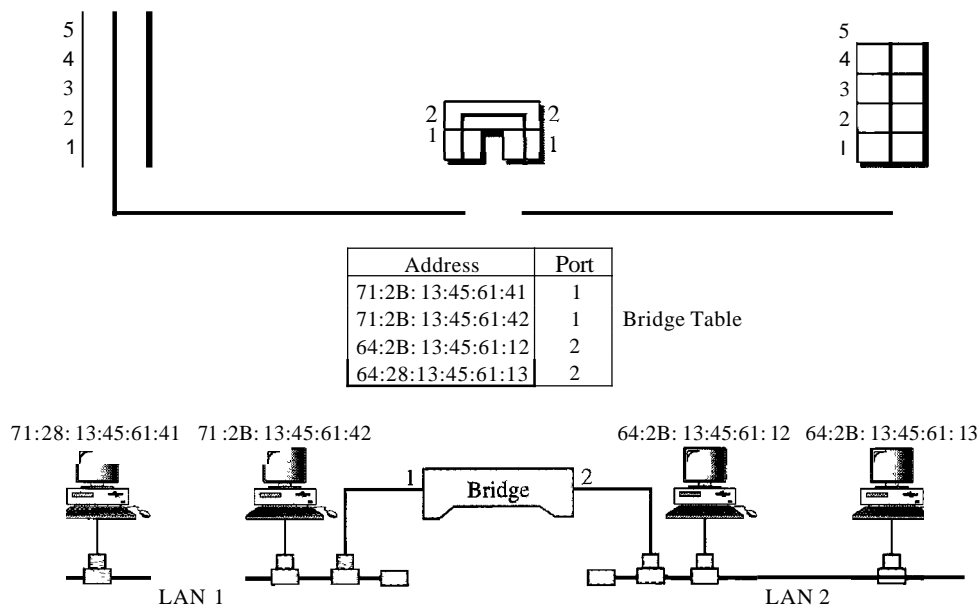 5
4
3
2
1
2
1
2
1
5
4
3
2
1
Address Port
71:2B: 13:45:61:41 1
71:2B: 13:45:61:42 1
64:2B: 13:45:61:12 2
64:28:13:45:61:13 2
Bridge Table
71:28: 13:45:61:41 71 :2B: 13:45:61:42 64:2B: 13:45:61: 12 64:2B: 13:45:61: 13
1 Bridge 2
LAN 1 LAN 2